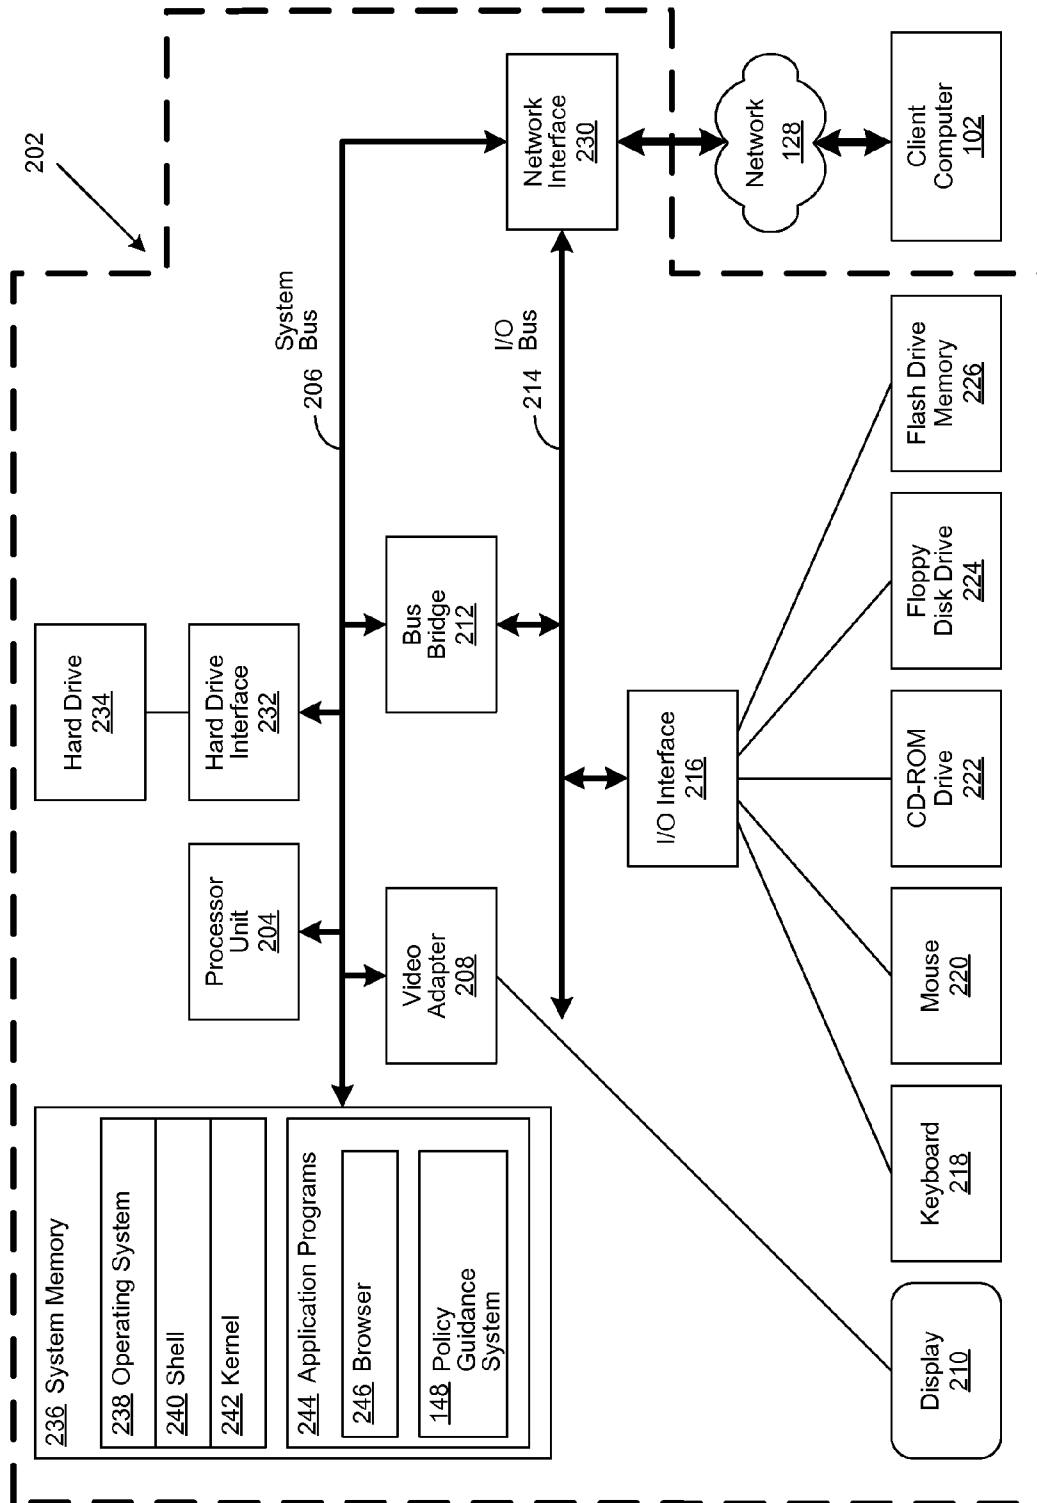 202
236 System Memory
238 Operating System
240 Shell
242 Kernel
244 Application Programs
246 Browser
148 Policy
Guidance
System
Processor
Unit
204
Hard Drive
234
Hard Drive
Interface
232
Video
Adapter
208
Bus
Bridge
212
206
System
Bus
214
I/O
Bus
Network
Interface
230
I/O Interface
216
Network
128
Display
210
Keyboard
218
Mouse
220
CD-ROM
Drive
222
Floppy
Disk Drive
224
Flash Drive
Memory
226
Client
Computer
102